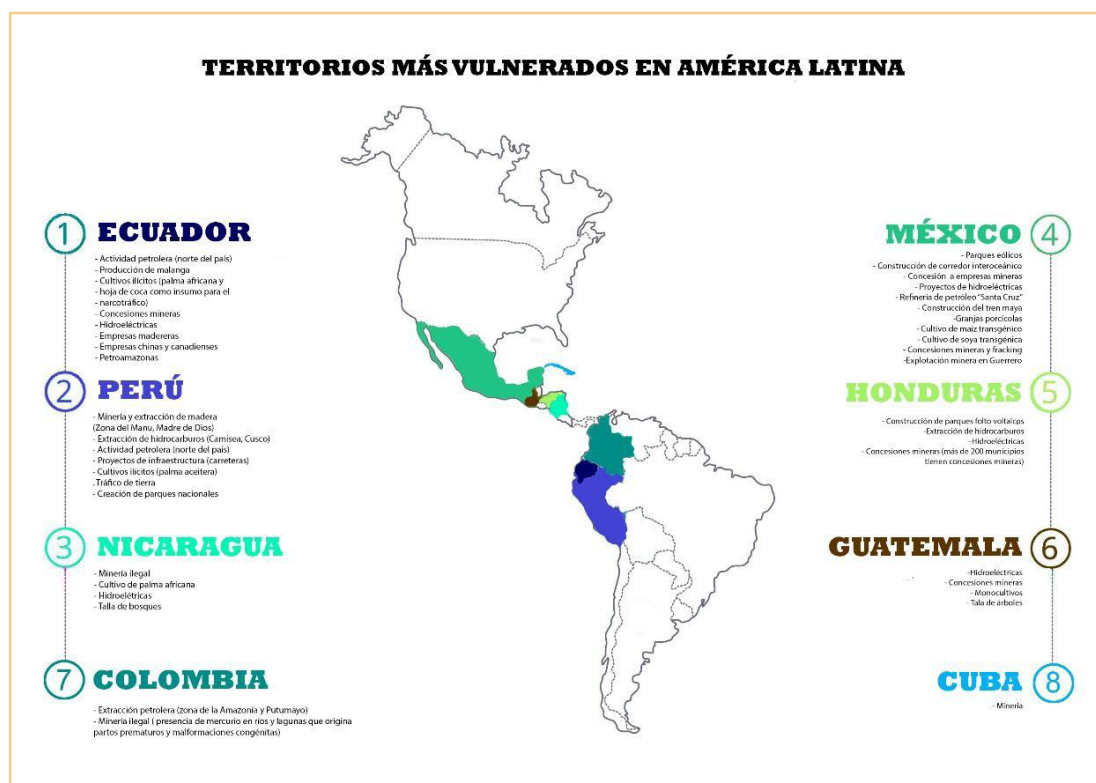 TERRITORIOS MÁS VULNERADOS EN AMÉRICA LATINA
1 ECUADOR
- Actividad petrolera (norte del país)
- Producción de malanga
- Cultivos ilícitos (palma africana y
- hoja de coca como insumo para el
- narcotráfico)
- Concesiones mineras
- Hidroeléctricas
- Empresas madereras
- Empresas chinas y canadienses
- Petroamazonas
2 PERÚ
- Minería y extracción de madera
(Zona del Manu, Madre de Dios)
- Extracción de hidrocarburos (Camisea, Cusco)
- Actividad petrolera (norte del país)
- Proyectos de infraestructura (carreteras)
- Cultivos ilícitos (palma aceitera)
. Tráfico de tierra
- Creación de parques nacionales
3 NICARAGUA
- Minería ilegal
- Cultivo de palma africana
- Hidroelétricas
- Talla de bosques
7 COLOMBIA
- Extracción petrolera (zona de la Amazonía y Putumayo)
- Minería ilegal ( presencia de mercurio en ríos y lagunas que origina
partos prematuros y malformaciones congénitas)
MÉXICO 4
- Parques eólicos
- Construcción de corredor interoceánico
- Concesión a empresas mineras
- Proyectos de hidroeléctricas
- Refinería de petróleo "Santa Cruz"
- Construcción del tren maya
-Granjas porcícolas
- Cultivo de maíz transgénico
- Cultivo de soya transgénica
- Concesiones mineras y fracking
-Explotación minera en Guerrero
HONDURAS 5
- Construcción de parques folto voltaicos
-Extracción de hidrocarburos
-Hidroeléctricas
- Concesiones mineras (más de 200 municipios
tienen concesiones mineras)
GUATEMALA 6
-Hidroeléctricas
- Concesiones mineras
- Monocultivos
- Tala de árboles
CUBA 8
- Minería